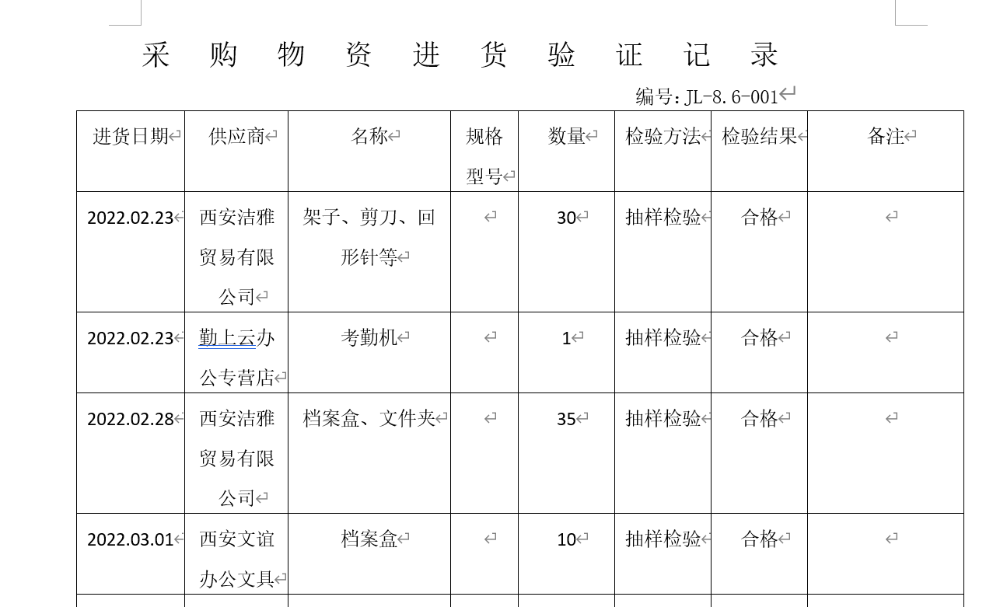 采购物资进货验证记录
编号：JL-8.6-001
进货日期 供应商 名称 规格 数量 检验方法 检验结果 备注
型号
2022.02.23 西安洁雅 架子、剪刀、回 30 抽样检验 合格
贸易有限 形针等
公司
2022.02.23 勤上云办 考勤机 1 抽样检验 合格
公专营店
2022.02.28 西安洁雅 档案盒、文件夹 35 抽样检验 合格
贸易有限
公司
2022.03.01 西安文谊 档案盒 10 抽样检验 合格
办公文具